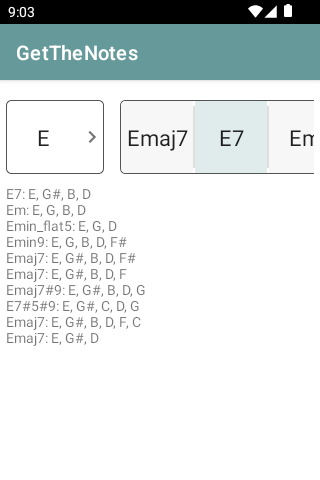 9:03
GetTheNotes
E
Emaj7 E7 Em
E7: E, G#, B, D
Em: E, G, B, D
Emin_flat5: E, G, D
Emin9: E, G, B, D, F#
Emaj7: E, G#, B, D, F#
Emaj7: E, G#, B, D, F
Emaj7#9: E, G#, B, D, G
E7#5#9: E, G#, C, D, G
Emaj7: E, G#, B, D, F, C
Emaj7: E, G#, D